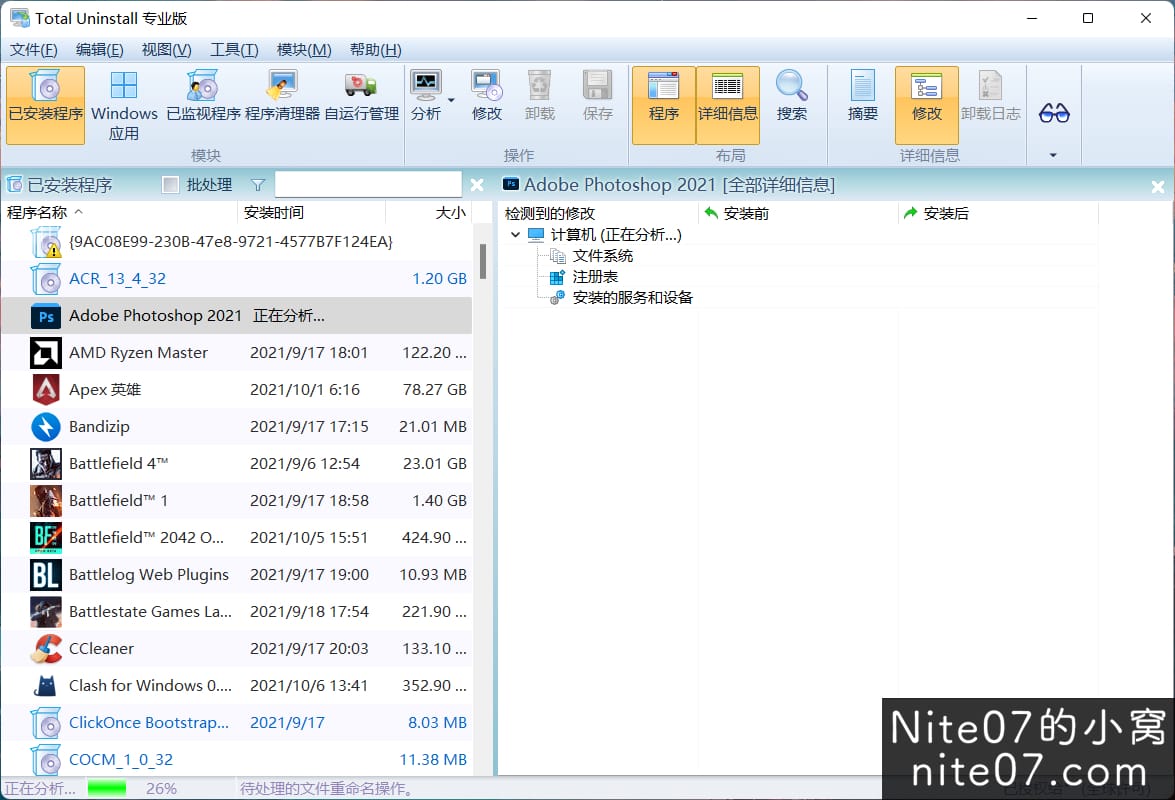 Total Uninstall 专业版
文件(F) 编辑(E) 视图(V) 工具(T) 模块(M) 帮助(H)
已安装程序 Windows 应用 已监视程序 程序清理器 自运行管理 分析 修改 卸载 保存 程序 详细信息 搜索 摘要 修改 卸载日志
模块 操作 布局 详细信息
已安装程序 批处理 Adobe Photoshop 2021 [全部详细信息]
程序名称 安装时间 大小 检测到的修改 安装前 安装后
计算机 (正在分析...)
{9AC08E99-230B-47e8-9721-4577B7F124EA}
文件系统
ACR_13_4_32 1.20 GB 注册表
安装的服务和设备
Adobe Photoshop 2021 正在分析...
AMD Ryzen Master 2021/9/17 18:01 122.20 ...
Apex 英雄 2021/10/1 6:16 78.27 GB
Bandizip 2021/9/17 17:15 21.01 MB
Battlefield 4™ 2021/9/6 12:54 23.01 GB
Battlefield™ 1 2021/9/17 18:58 1.40 GB
Battlefield™ 2042 O... 2021/10/5 15:51 424.90 ...
Battlelog Web Plugins 2021/9/17 19:00 10.93 MB
Battlestate Games La... 2021/9/18 17:54 221.90 ...
CCleaner 2021/9/17 20:03 133.10 ...
Clash for Windows 0.... 2021/10/6 13:41 352.90 ...
ClickOnce Bootstrap... 2021/9/17 8.03 MB
COCM_1_0_32 11.38 MB
正在分析... 26% 待处理的文件重命名操作。
Nite07的小窝
nite07.com